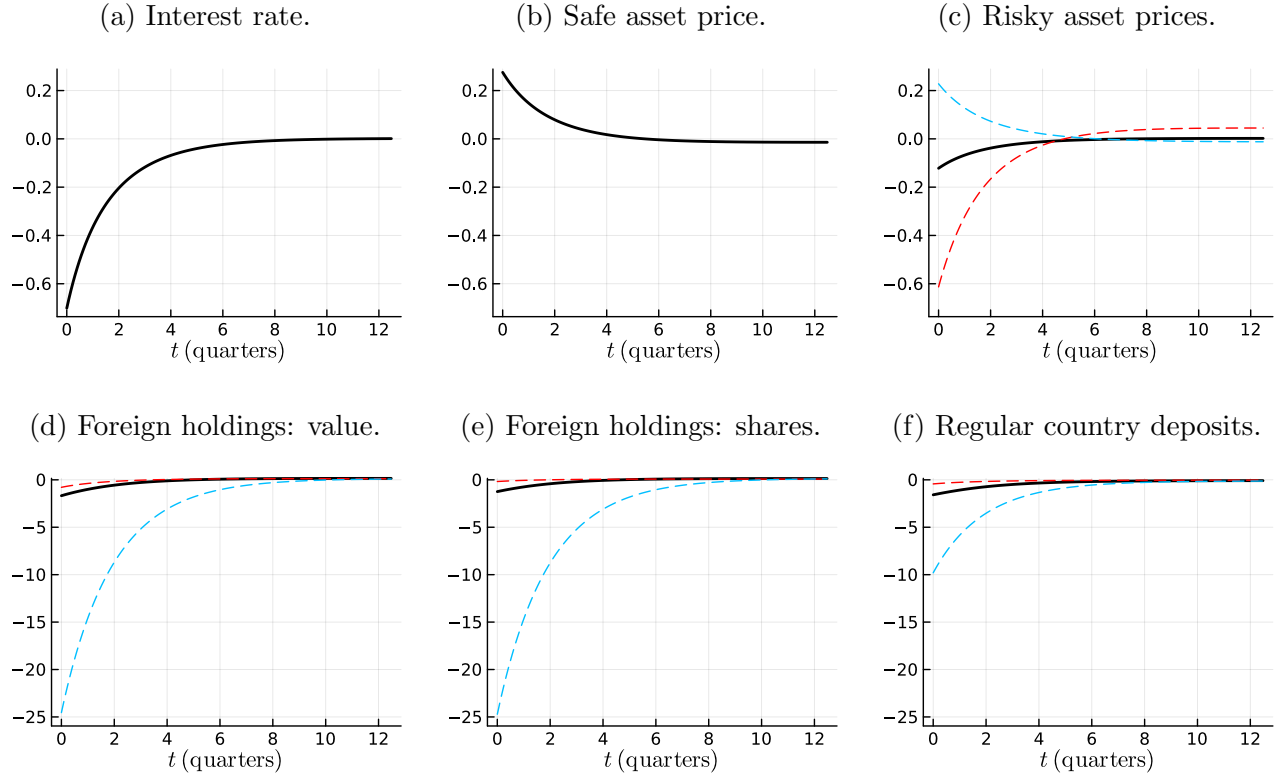 (a) Interest rate.
(b) Safe asset price.
(c) Risky asset prices.
0.2
0.0
−0.2
−0.4
−0.6
0 2 4 6 8 10 12
t (quarters)
0.2
0.0
−0.2
−0.4
−0.6
0 2 4 6 8 10 12
t (quarters)
0.2
0.0
−0.2
−0.4
−0.6
0 2 4 6 8 10 12
t (quarters)
(d) Foreign holdings: value.
(e) Foreign holdings: shares.
(f) Regular country deposits.
0
−5
−10
−15
−20
−25
0 2 4 6 8 10 12
t (quarters)
0
−5
−10
−15
−20
−25
0 2 4 6 8 10 12
t (quarters)
0
−5
−10
−15
−20
−25
0 2 4 6 8 10 12
t (quarters)